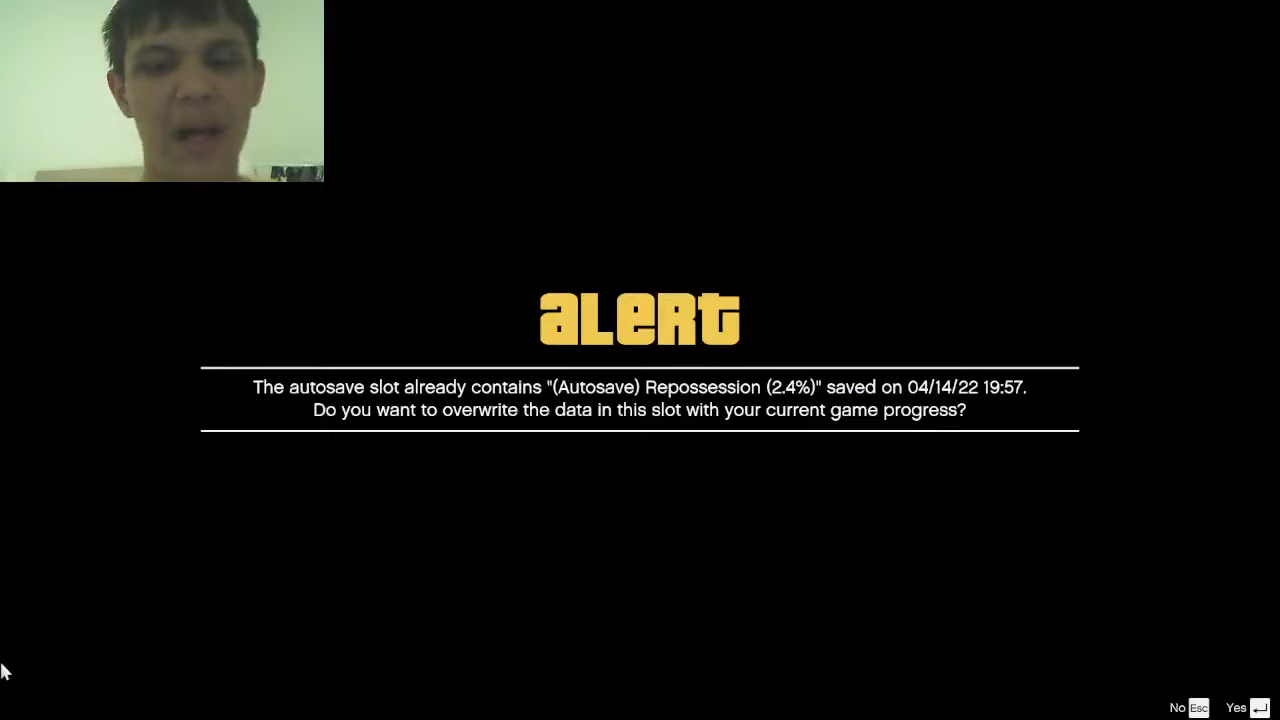 aLeRt
The autosave slot already contains "(Autosave) Repossession (2.4%)" saved on 04/14/22 19:57.
Do you want to overwrite the data in this slot with your current game progress?
No Esc Yes